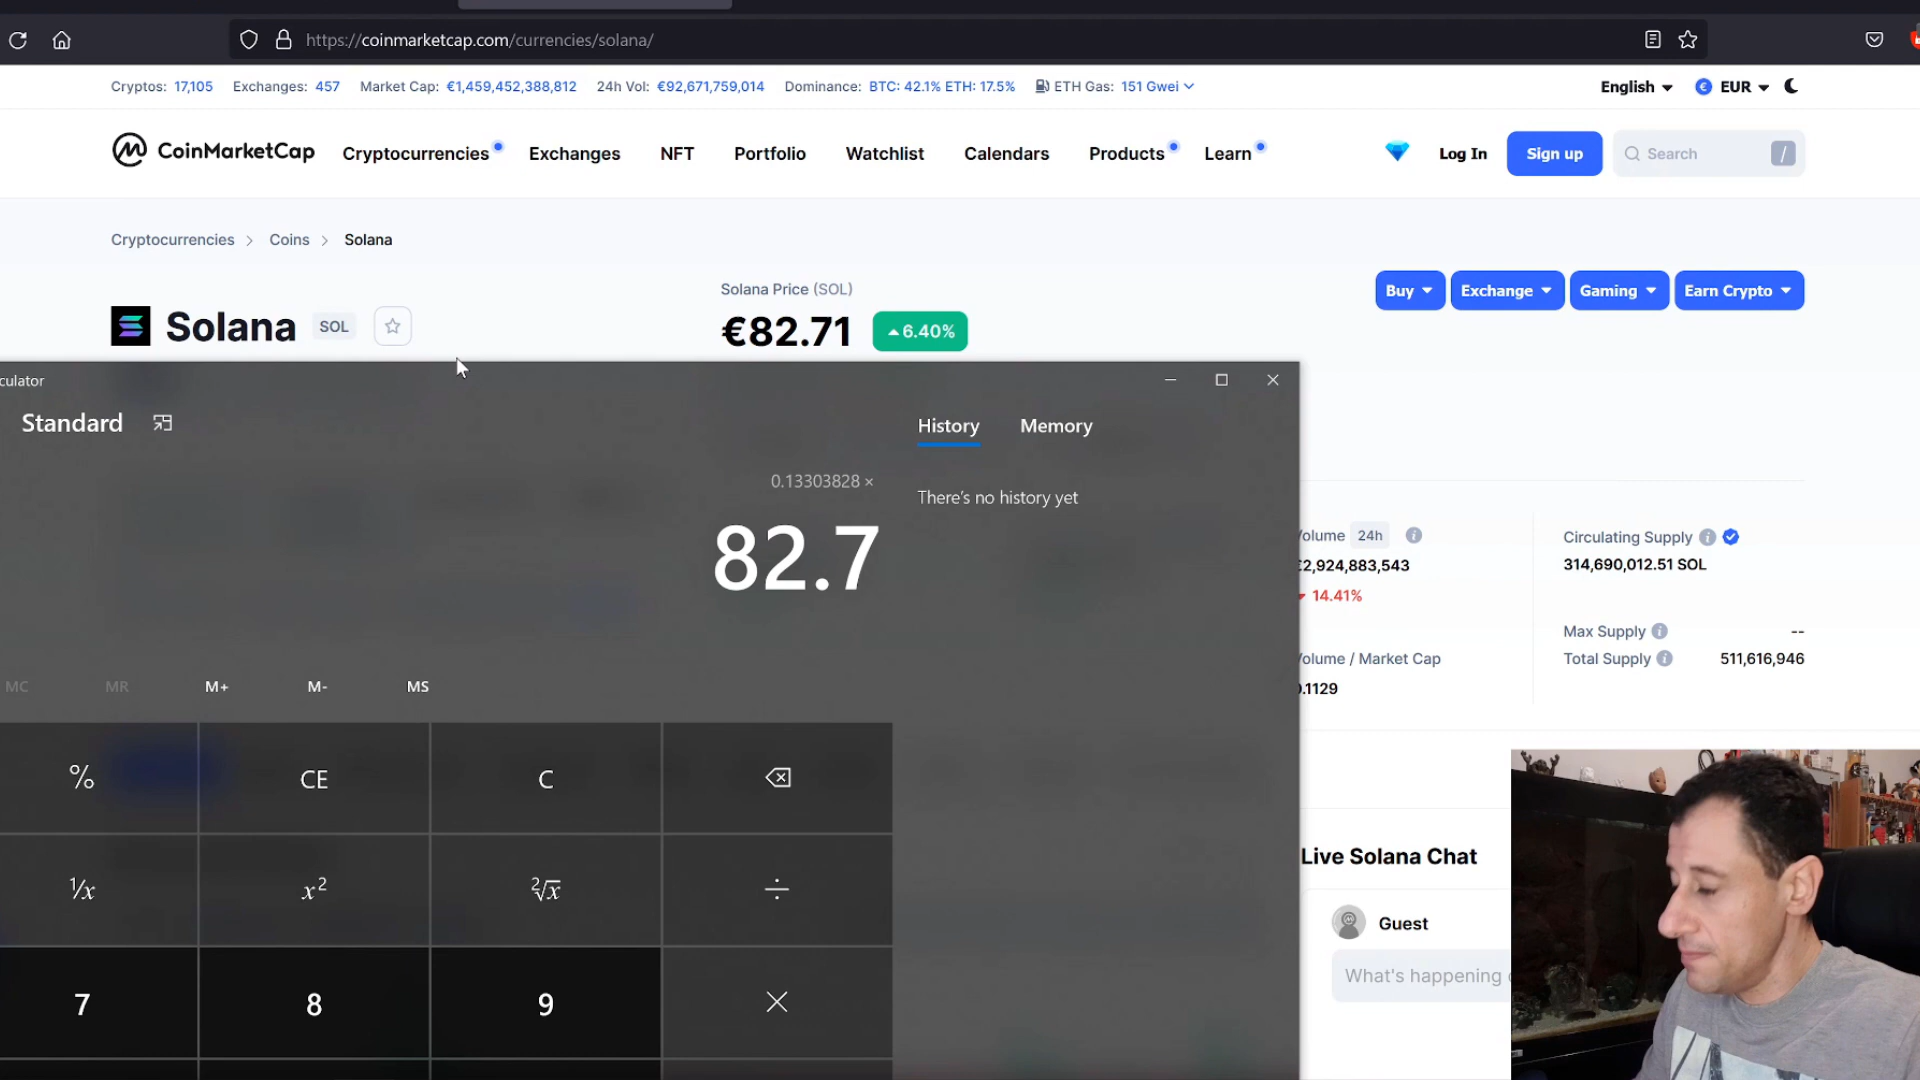 https://coinmarketcap.com/currencies/solana/
Cryptos: 17,105 Exchanges: 457 Market Cap: €1,459,452,388,812 24h Vol: €92,671,759,014 Dominance: BTC: 42.1% ETH: 17.5% ETH Gas: 151 Gwei English EUR
CoinMarketCap Cryptocurrencies Exchanges NFT Portfolio Watchlist Calendars Products Learn Log In Sign up Search /
Cryptocurrencies > Coins > Solana
Solana Price (SOL)
Buy Exchange Gaming Earn Crypto
Solana SOL €82.71 6.40%
culator
Standard History Memory
0.13303828 ×
There's no history yet
82.7
Volume 24h Circulating Supply
€2,924,883,543 314,690,012.51 SOL
14.41%
Max Supply --
Volume / Market Cap Total Supply 511,616,946
0.1129
MC MR M+ M- MS
% CE C
Live Solana Chat
1/x x² ²√x ÷
Guest
What's happening
7 8 9 ×